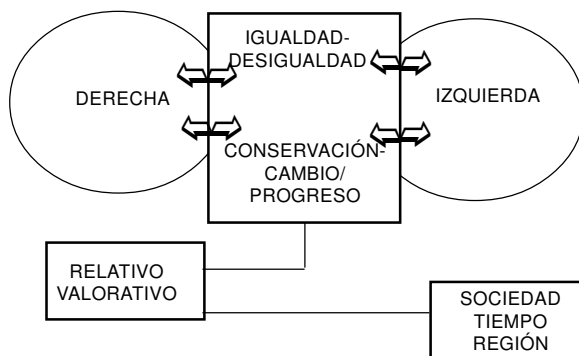 IGUALDAD-
DESIGUALDAD
DERECHA
IZQUIERDA
CONSERVACIÓN-
CAMBIO/
PROGRESO
RELATIVO
VALORATIVO
SOCIEDAD
TIEMPO
REGIÓN